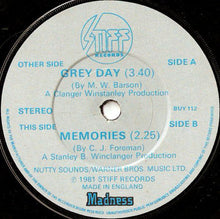 STIFF
RECORDS
OTHER SIDE
SIDE A
GREY DAY (3.40)
(By M. W. Barson)
A Clanger Winstanley Production
STEREO
BUY 112
THIS SIDE
SIDE B
MEMORIES (2.25)
(By C. J. Foreman)
A Stanley B Winclanger Production
NUTTY SOUNDS/WARNER BROS. MUSIC LTD.
℗ 1981 STIFF RECORDS
MADE IN ENGLAND
Madness